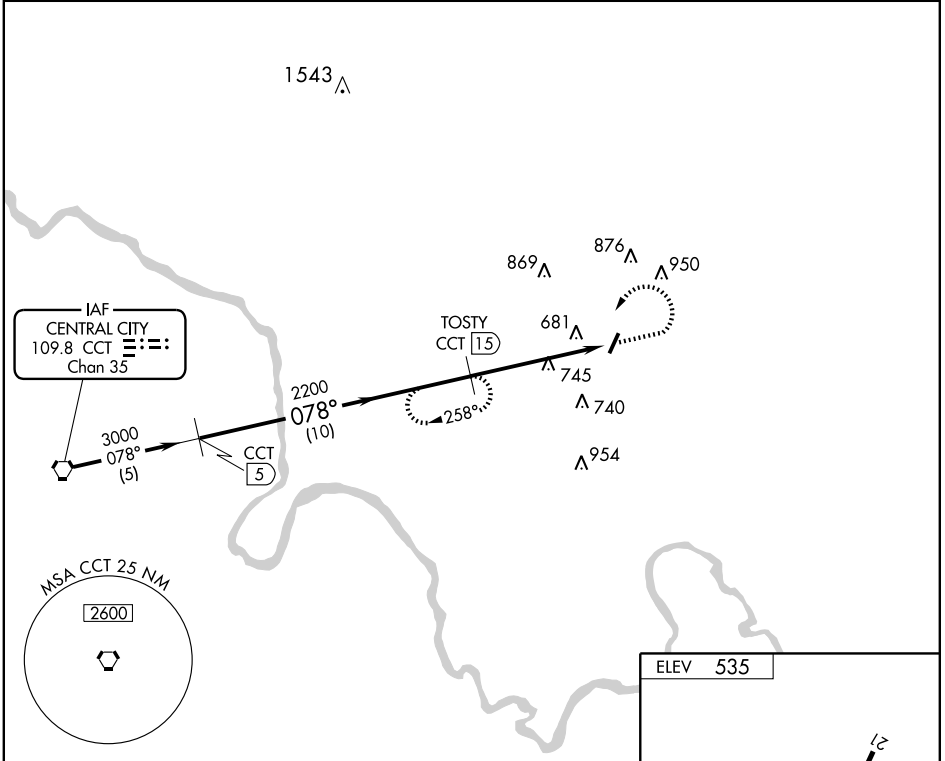 1543
876
950
869
IAF
CENTRAL CITY
109.8 CCT
Chan 35
TOSTY
CCT 15
681
745
740
954
2200
078°
(10)
258°
3000
078°
(5)
CCT
5
MSA CCT 25 NM
2600
ELEV 535
21